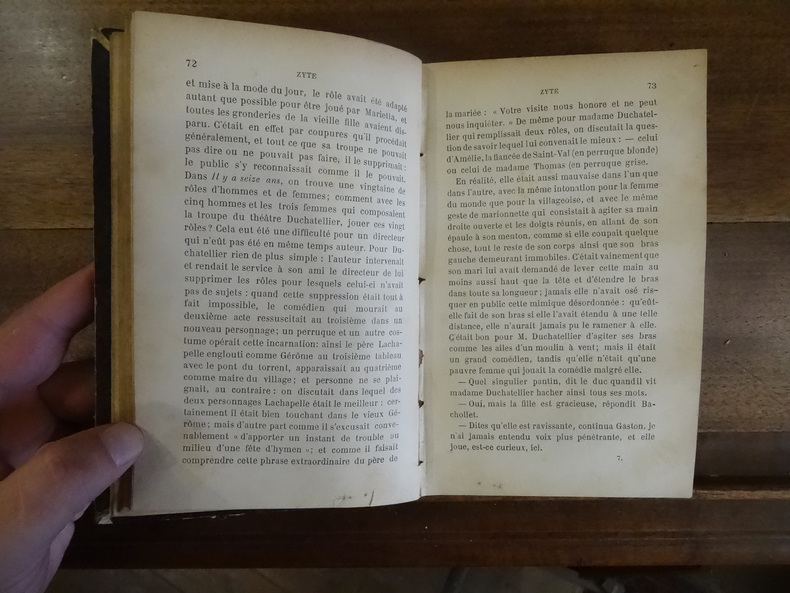 72
ZYTE
et mise à la mode du jour, le rôle avait été adapté
autant que possible pour être joué par Marietta, et
toutes les gronderies de la vieille fille avaient dis-
paru. C'était en effet par coupures qu'il procédait
généralement, et tout ce que sa troupe ne pouvait
pas dire ou ne pouvait pas faire, il le supprimait:
le public s'y reconnaissait comme il le pouvait.
Dans Il y a seize ans, on trouve une vingtaine de
rôles d'hommes et de femmes; comment avec les
cinq hommes et les trois femmes qui composaient
la troupe du théâtre Duchatellier, jouer ces vingt
rôles? Cela eut été une difficulté pour un directeur
qui n'eût pas été en même temps auteur. Pour Du-
chatellier rien de plus simple: l'auteur intervenait
et rendait le service à son ami le directeur de lui
supprimer les rôles pour lesquels celui-ci n'avait
pas de sujets: quand cette suppression était tout à
fait impossible, le comédien qui mourait au
deuxième acte ressuscitait au troisième dans un
nouveau personnage; un perruque et un autre cos-
tume opérait cette incarnation: ainsi le père Lacha-
pelle englouti comme Gérôme au troisième tableau
avec le pont du torrent, apparaissait au quatrième
comme maire du village; et personne ne se plai-
gnait, au contraire: on discutait dans lequel des
deux personnages Lachapelle était le meilleur: cer-
tainement il était bien touchant dans le vieux Gé-
rôme; mais d'autre part comme il s'excusait conve-
nablement « d'apporter un instant de trouble au
milieu d'une fête d'hymen »; et comme il faisait
comprendre cette phrase extraordinaire du père de
ZYTE
73
la mariée: « Votre visite nous honore et ne peut
nous inquiéter. » De même pour madame Duchatel-
lier qui remplissait deux rôles, on discutait la ques-
tion de savoir lequel lui convenait le mieux: — celui
d'Amélie, la fiancée de Saint-Val (en perruque blonde)
ou celui de madame Thomas (en perruque grise.
En réalité, elle était aussi mauvaise dans l'un que
dans l'autre, avec la même intonation pour la femme
du monde que pour la villageoise, et avec le même
geste de marionnette qui consistait à agiter sa main
droite ouverte et les doigts réunis, en allant de son
épaule à son menton, comme si elle coupait quelque
chose, tout le reste de son corps ainsi que son bras
gauche demeurant immobiles. C'était vainement que
son mari lui avait demandé de lever cette main au
moins aussi haut que la tête et d'étendre le bras
dans toute sa longueur; jamais elle n'avait osé ris-
quer en public cette mimique désordonnée: qu'eût-
elle fait de son bras si elle l'avait étendu à une telle
distance, elle n'aurait jamais pu le ramener à elle.
C'était bon pour M. Duchatellier d'agiter ses bras
comme les ailes d'un moulin à vent; mais il était
un grand comédien, tandis qu'elle n'était qu'une
pauvre femme qui jouait la comédie malgré elle.
— Quel singulier pantin, dit le duc quand il vit
madame Duchatellier hacher ainsi tous ses mots.
— Oui, mais la fille est gracieuse, répondit Ba-
chollet.
— Dites qu'elle est ravissante, continua Gaston, je
n'ai jamais entendu voix plus pénétrante, et elle
joue, est-ce curieux, ici.
7.